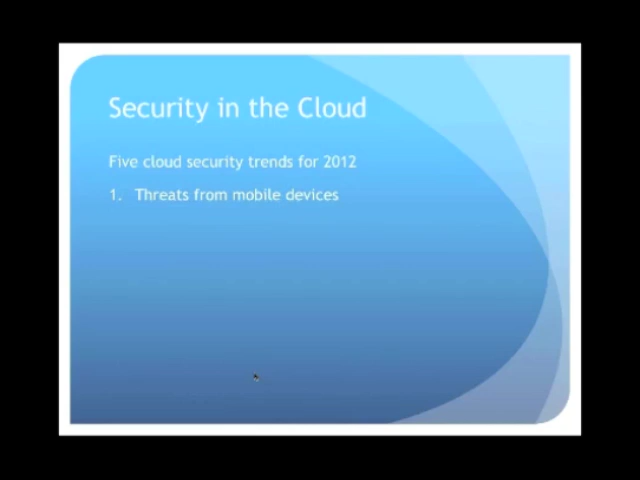 Security in the Cloud
Five cloud security trends for 2012
1. Threats from mobile devices